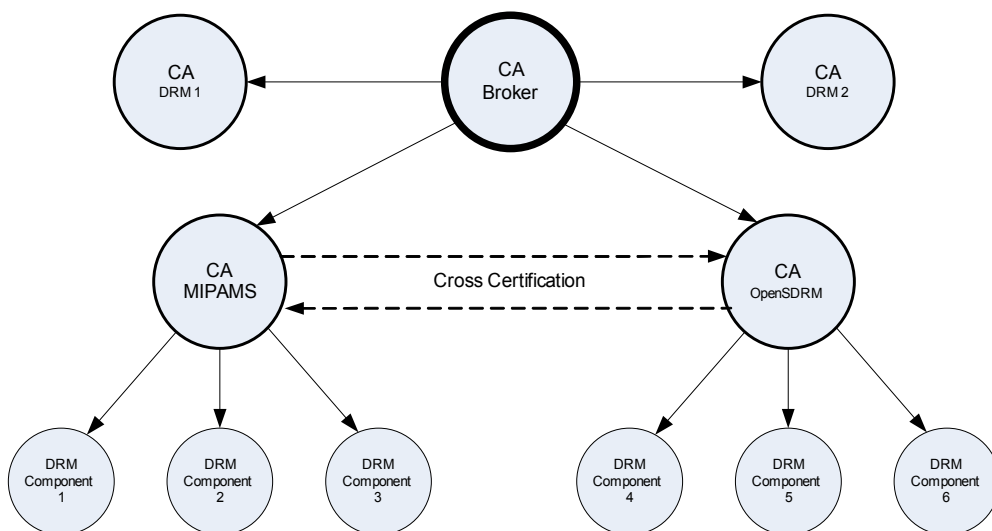 CA
DRM 1
CA
Broker
CA
DRM 2
CA
MIPAMS
Cross Certification
CA
OpenSDRM
DRM
Component
1
DRM
Component
2
DRM
Component
3
DRM
Component
4
DRM
Component
5
DRM
Component
6